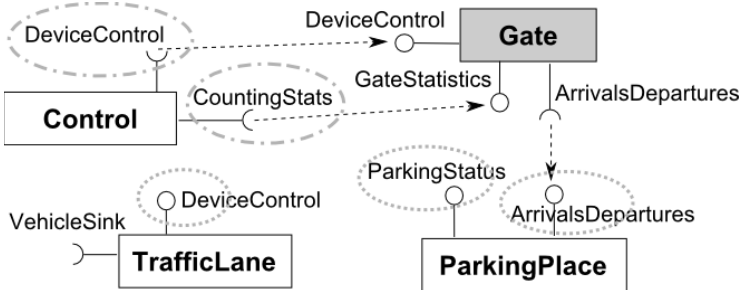 DeviceControl
DeviceControl
Gate
GateStatistics
CountingStats
ArrivalsDepartures
Control
ParkingStatus
DeviceControl
ArrivalsDepartures
VehicleSink
TrafficLane
ParkingPlace